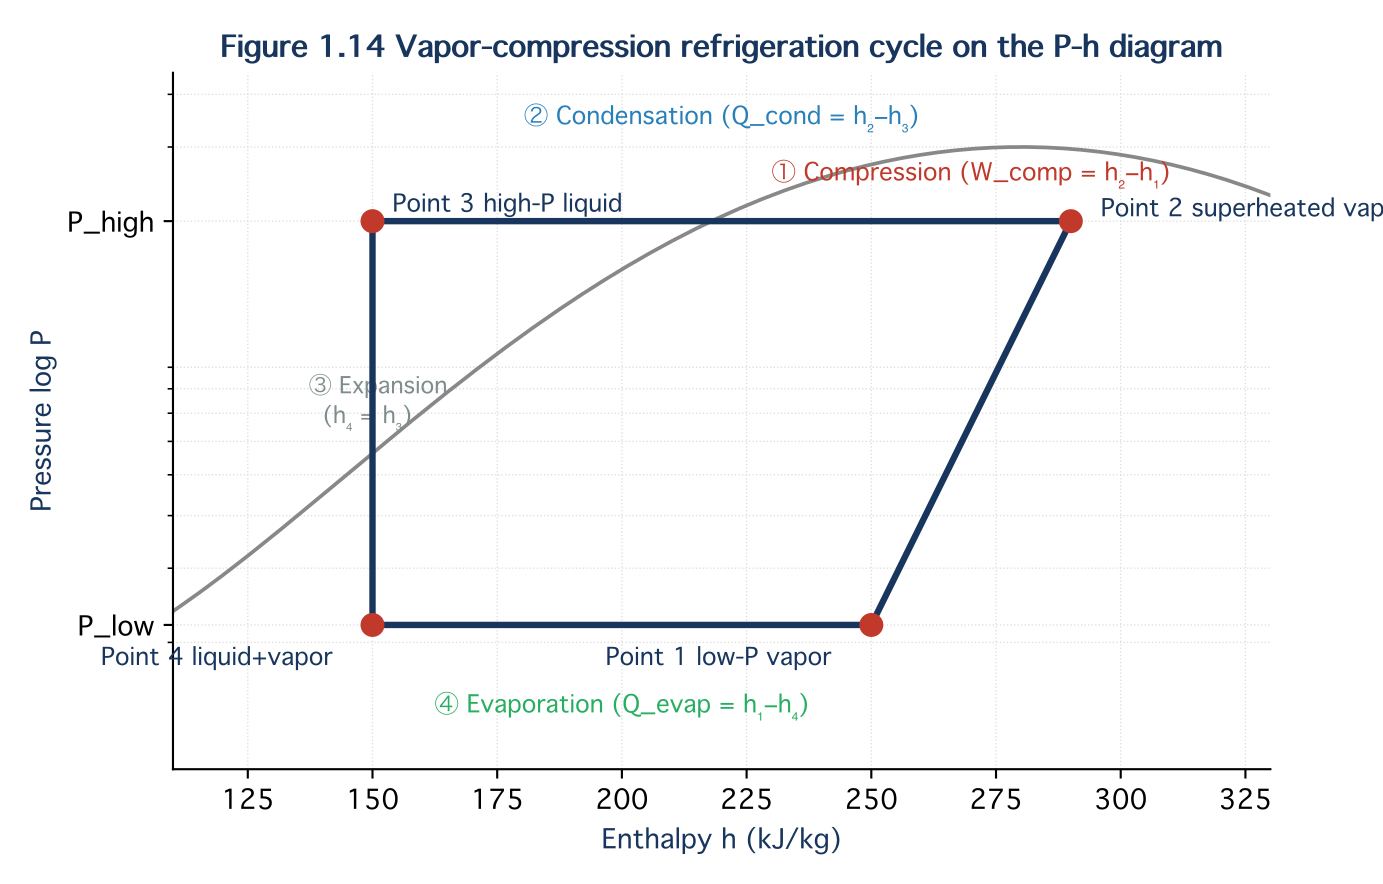 Figure 1.14 Vapor-compression refrigeration cycle on the P-h diagram
② Condensation (Q_cond = h₂–h₃)
① Compression (W_comp = h₂–h₁)
Point 3 high-P liquid
Point 2 superheated vap
P_high
Pressure log P
③ Expansion
(h₄ = h₃)
P_low
Point 4 liquid+vapor
Point 1 low-P vapor
④ Evaporation (Q_evap = h₁–h₄)
125 150 175 200 225 250 275 300 325
Enthalpy h (kJ/kg)